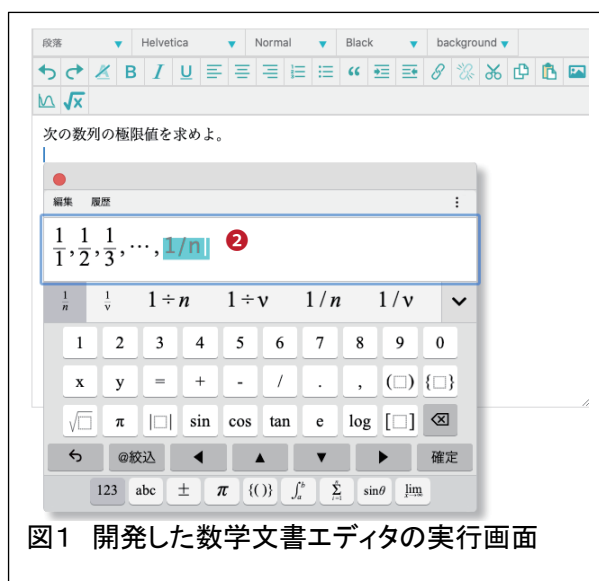 段落 Helvetica Normal Black background
B I U
√x
次の数列の極限値を求めよ。
編集 履歴
1/1, 1/2, 1/3, ⋯, 1/n ❷
1/n 1/ν 1÷n 1÷ν 1/n 1/ν
1 2 3 4 5 6 7 8 9 0
x y = + - / . , (□) {□}
√□ π |□| sin cos tan e log [□]
@絞込 確定
123 abc ± π {()} ∫ₐᵇ Σⁿᵢ₌₁ sinθ lim x→∞
図1 開発した数学文書エディタの実行画面